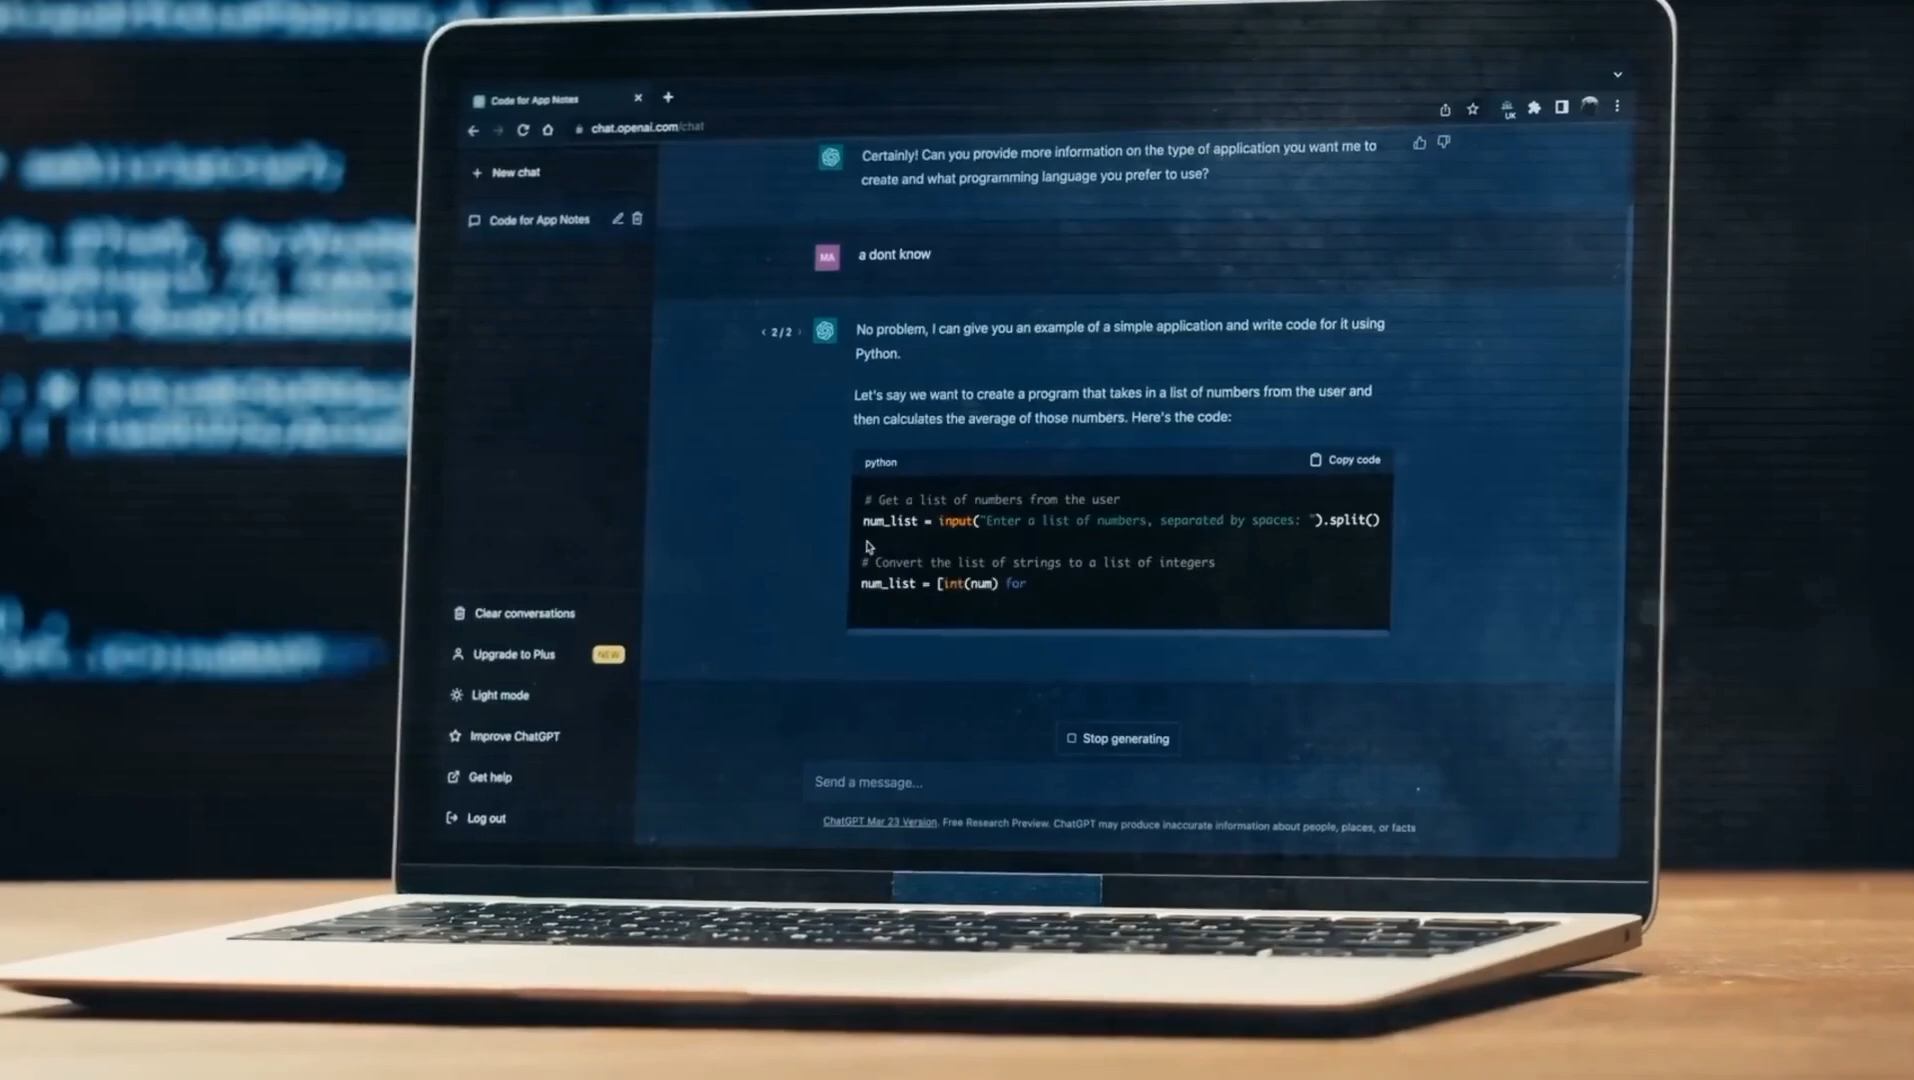 Code for App Notes
chat.openai.com/chat
UK
New chat
Code for App Notes
Certainly! Can you provide more information on the type of application you want me to
create and what programming language you prefer to use?
MA
a dont know
< 2/2 >
No problem, I can give you an example of a simple application and write code for it using
Python.
Let's say we want to create a program that takes in a list of numbers from the user and
then calculates the average of those numbers. Here's the code:
python
Copy code
# Get a list of numbers from the user
num_list = input("Enter a list of numbers, separated by spaces: ").split()
# Convert the list of strings to a list of integers
num_list = [int(num) for
Clear conversations
Upgrade to Plus
NEW
Light mode
Improve ChatGPT
Get help
Log out
Stop generating
Send a message...
ChatGPT Mar 23 Version. Free Research Preview. ChatGPT may produce inaccurate information about people, places, or facts